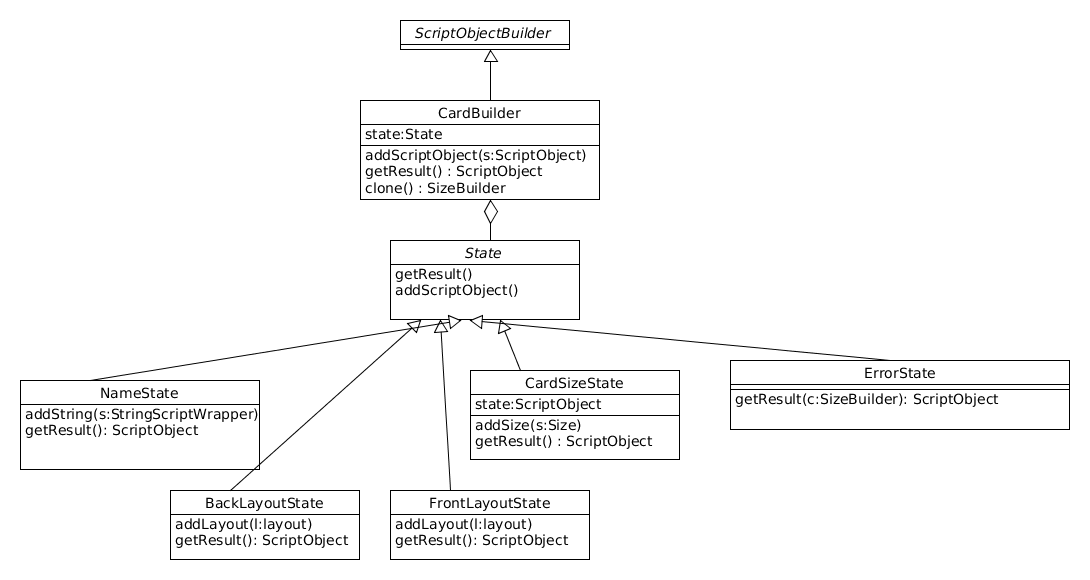 ScriptObjectBuilder
CardBuilder
state:State
addScriptObject(s:ScriptObject)
getResult() : ScriptObject
clone() : SizeBuilder
State
getResult()
addScriptObject()
NameState
addString(s:StringScriptWrapper)
getResult(): ScriptObject
CardSizeState
state:ScriptObject
addSize(s:Size)
getResult() : ScriptObject
ErrorState
getResult(c:SizeBuilder): ScriptObject
BackLayoutState
addLayout(l:layout)
getResult(): ScriptObject
FrontLayoutState
addLayout(l:layout)
getResult(): ScriptObject